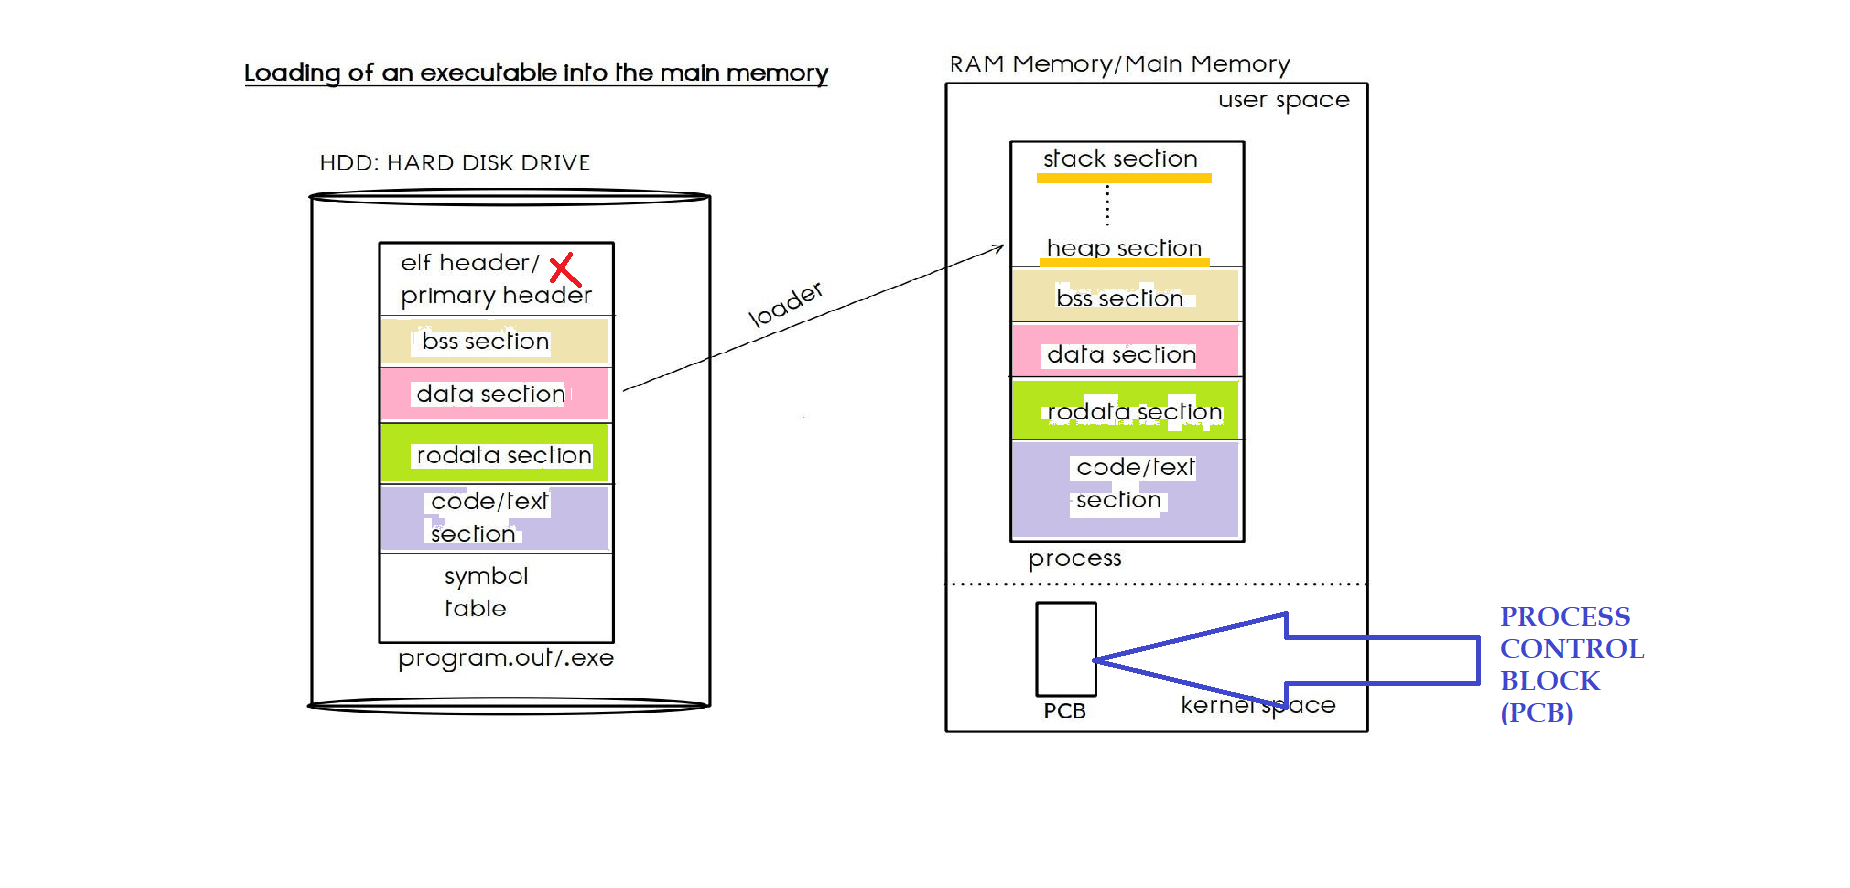 Loading of an executable into the main memory
HDD: HARD DISK DRIVE
elf header/
primary header
bss section
data section
rodata section
code/text
section
symbol
table
program.out/.exe
loader
RAM Memory/Main Memory
user space
stack section
heap section
bss section
data section
rodata section
code/text
section
process
PCB
kernel space
PROCESS
CONTROL
BLOCK
(PCB)